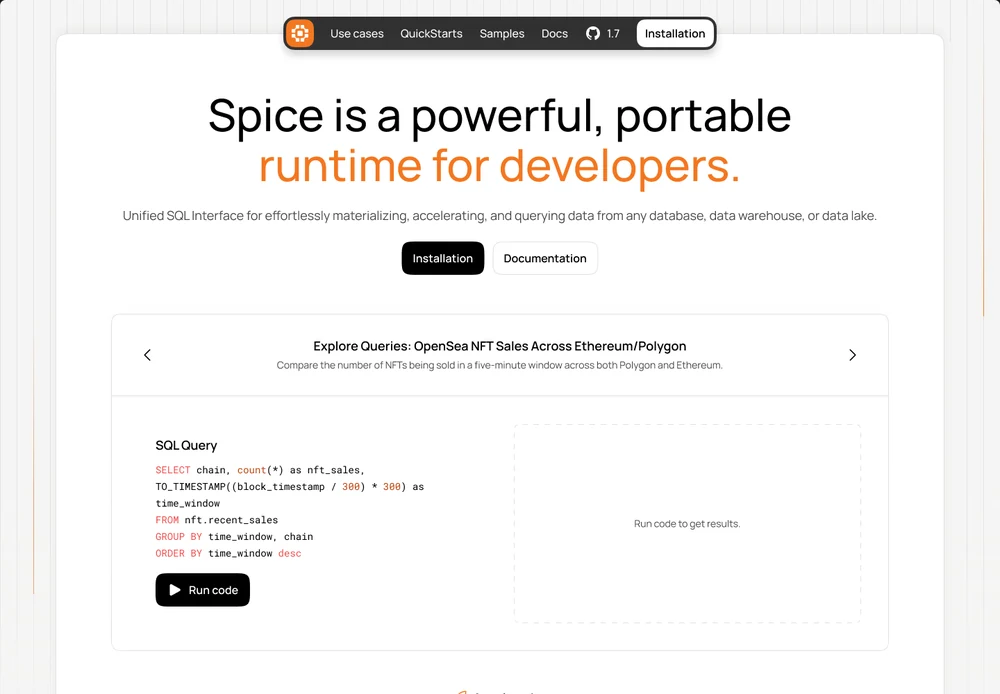 Use cases QuickStarts Samples Docs 1.7 Installation
Spice is a powerful, portable
runtime for developers.
Unified SQL Interface for effortlessly materializing, accelerating, and querying data from any database, data warehouse, or data lake.
Installation Documentation
Explore Queries: OpenSea NFT Sales Across Ethereum/Polygon
Compare the number of NFTs being sold in a five-minute window across both Polygon and Ethereum.
SQL Query
SELECT chain, count(*) as nft_sales,
TO_TIMESTAMP((block_timestamp / 300) * 300) as
time_window
FROM nft.recent_sales
GROUP BY time_window, chain
ORDER BY time_window desc
Run code
Run code to get results.